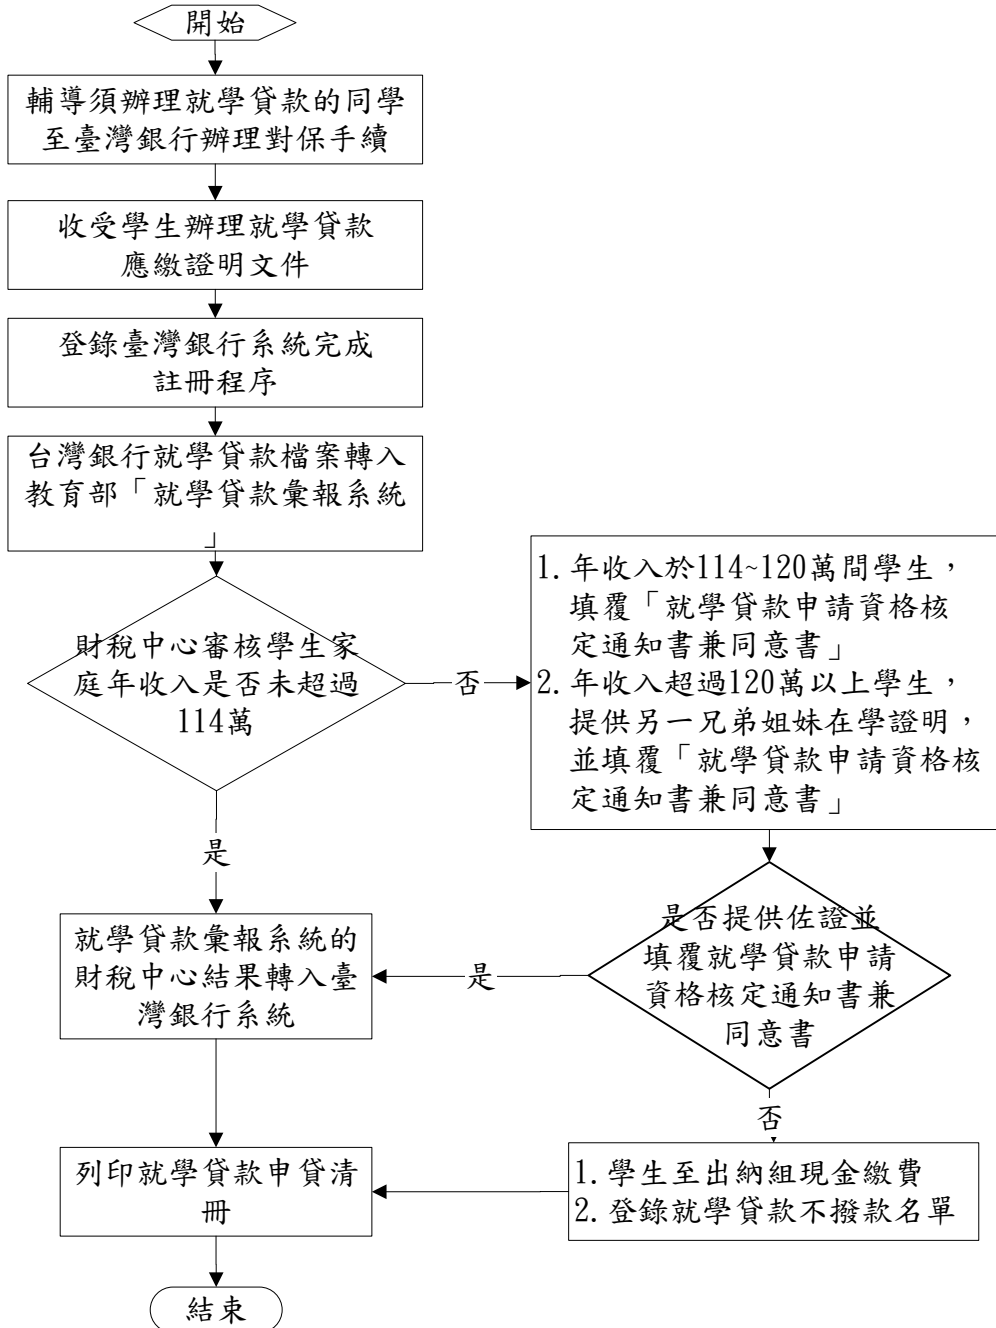 開始
輔導須辦理就學貸款的同學
至臺灣銀行辦理對保手續
收受學生辦理就學貸款
應繳證明文件
登錄臺灣銀行系統完成
註冊程序
台灣銀行就學貸款檔案轉入
教育部「就學貸款彙報系統
」
財稅中心審核學生家
庭年收入是否未超過
114萬
否
1. 年收入於114~120萬間學生，
填覆「就學貸款申請資格核
定通知書兼同意書」
2. 年收入超過120萬以上學生，
提供另一兄弟姐妹在學證明，
並填覆「就學貸款申請資格核
定通知書兼同意書」
是
是否提供佐證並
填覆就學貸款申請
資格核定通知書兼
同意書
是
就學貸款彙報系統的
財稅中心結果轉入臺
灣銀行系統
否
1. 學生至出納組現金繳費
2. 登錄就學貸款不撥款名單
列印就學貸款申貸清
冊
結束